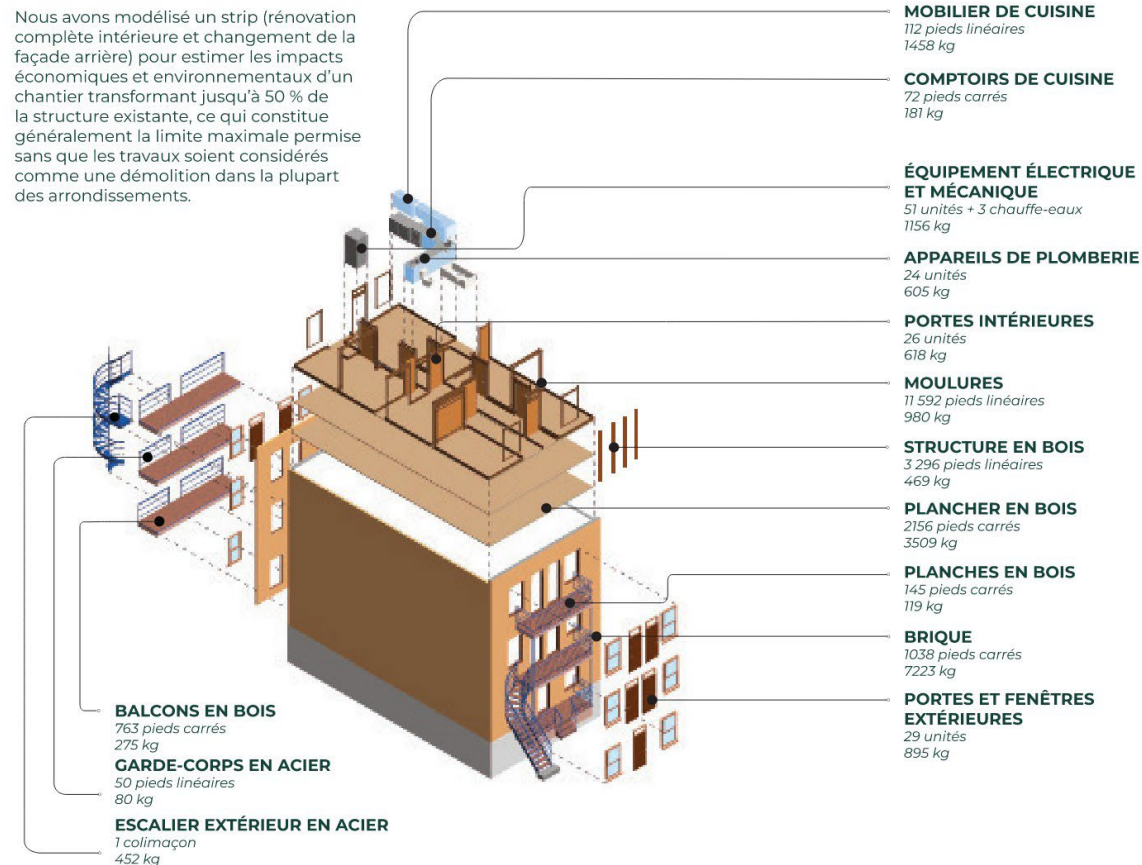 Nous avons modélisé un strip (rénovation
complète intérieure et changement de la
façade arrière) pour estimer les impacts
économiques et environnementaux d'un
chantier transformant jusqu'à 50 % de
la structure existante, ce qui constitue
généralement la limite maximale permise
sans que les travaux soient considérés
comme une démolition dans la plupart
des arrondissements.
MOBILIER DE CUISINE
112 pieds linéaires
1458 kg
COMPTOIRS DE CUISINE
72 pieds carrés
181 kg
ÉQUIPEMENT ÉLECTRIQUE
ET MÉCANIQUE
51 unités + 3 chauffe-eaux
1156 kg
APPAREILS DE PLOMBERIE
24 unités
605 kg
PORTES INTÉRIEURES
26 unités
618 kg
MOULURES
11 592 pieds linéaires
980 kg
STRUCTURE EN BOIS
3 296 pieds linéaires
469 kg
PLANCHER EN BOIS
2156 pieds carrés
3509 kg
PLANCHES EN BOIS
145 pieds carrés
119 kg
BRIQUE
1038 pieds carrés
7223 kg
PORTES ET FENÊTRES
EXTÉRIEURES
29 unités
895 kg
BALCONS EN BOIS
763 pieds carrés
275 kg
GARDE-CORPS EN ACIER
50 pieds linéaires
80 kg
ESCALIER EXTÉRIEUR EN ACIER
1 colimaçon
452 kg